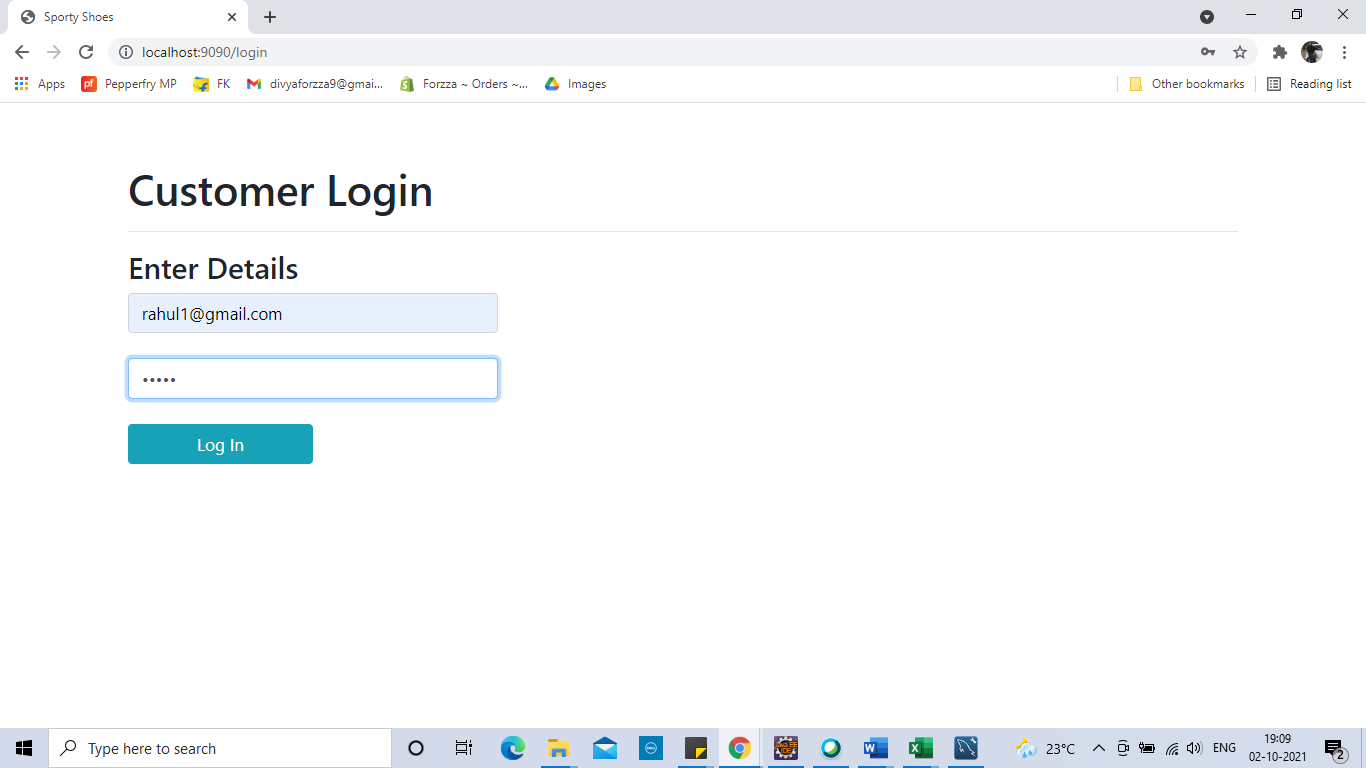 Sporty Shoes
localhost:9090/login
Apps
pf
Pepperfry MP
FK
divyaforzza9@gmai...
Forzza ~ Orders ~...
Images
Other bookmarks
Reading list
Customer Login
Enter Details
rahul1@gmail.com
•••••
Log In
Type here to search
23°C
ENG
19:09
02-10-2021
2